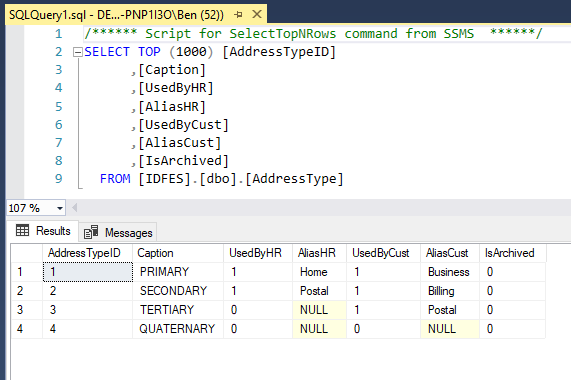 SQLQuery1.sql - DE...-PNP1I3O\Ben (52))
1 /****** Script for SelectTopNRows command from SSMS ******/
2 SELECT TOP (1000) [AddressTypeID]
3 ,[Caption]
4 ,[UsedByHR]
5 ,[AliasHR]
6 ,[UsedByCust]
7 ,[AliasCust]
8 ,[IsArchived]
9 FROM [IDFES].[dbo].[AddressType]
107 %
Results Messages
AddressTypeID Caption UsedByHR AliasHR UsedByCust AliasCust IsArchived
1 1 PRIMARY 1 Home 1 Business 0
2 2 SECONDARY 1 Postal 1 Billing 0
3 3 TERTIARY 0 NULL 1 Postal 0
4 4 QUATERNARY 0 NULL 0 NULL 0